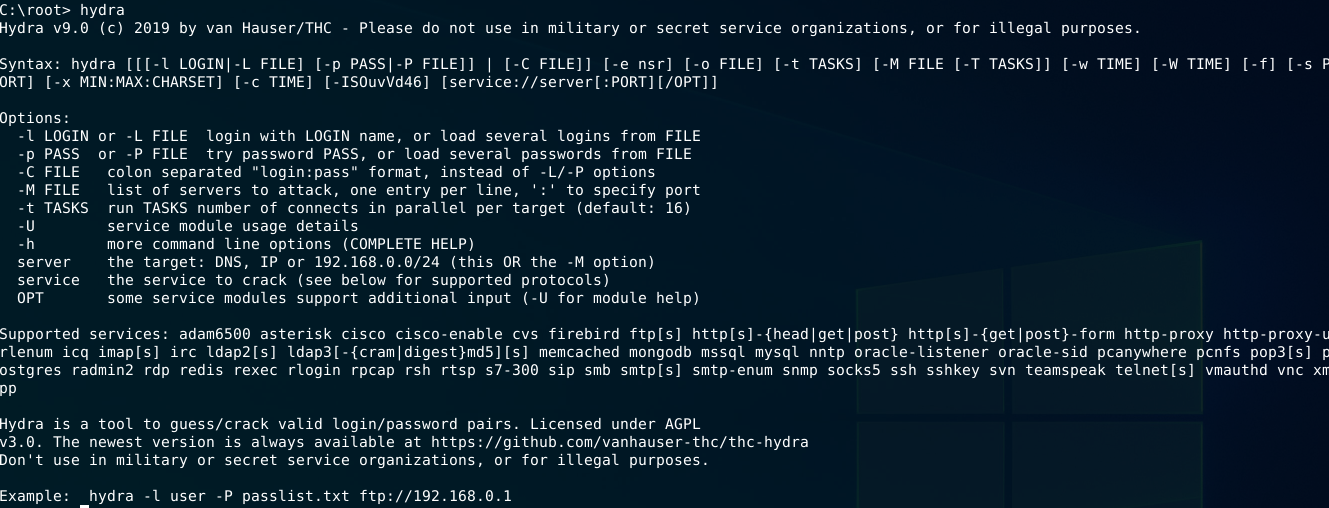 C:\root> hydra
Hydra v9.0 (c) 2019 by van Hauser/THC - Please do not use in military or secret service organizations, or for illegal purposes.

Syntax: hydra [[[-l LOGIN|-L FILE] [-p PASS|-P FILE]] | [-C FILE]] [-e nsr] [-o FILE] [-t TASKS] [-M FILE [-T TASKS]] [-w TIME] [-W TIME] [-f] [-s P
ORT] [-x MIN:MAX:CHARSET] [-c TIME] [-ISOuvVd46] [service://server[:PORT][/OPT]]

Options:
  -l LOGIN or -L FILE  login with LOGIN name, or load several logins from FILE
  -p PASS  or -P FILE  try password PASS, or load several passwords from FILE
  -C FILE   colon separated "login:pass" format, instead of -L/-P options
  -M FILE   list of servers to attack, one entry per line, ':' to specify port
  -t TASKS  run TASKS number of connects in parallel per target (default: 16)
  -U        service module usage details
  -h        more command line options (COMPLETE HELP)
  server    the target: DNS, IP or 192.168.0.0/24 (this OR the -M option)
  service   the service to crack (see below for supported protocols)
  OPT       some service modules support additional input (-U for module help)

Supported services: adam6500 asterisk cisco cisco-enable cvs firebird ftp[s] http[s]-{head|get|post} http[s]-{get|post}-form http-proxy http-proxy-u
rlenum icq imap[s] irc ldap2[s] ldap3[-{cram|digest}md5][s] memcached mongodb mssql mysql nntp oracle-listener oracle-sid pcanywhere pcnfs pop3[s] p
ostgres radmin2 rdp redis rexec rlogin rpcap rsh rtsp s7-300 sip smb smtp[s] smtp-enum snmp socks5 ssh sshkey svn teamspeak telnet[s] vmauthd vnc xm
pp

Hydra is a tool to guess/crack valid login/password pairs. Licensed under AGPL
v3.0. The newest version is always available at https://github.com/vanhauser-thc/thc-hydra
Don't use in military or secret service organizations, or for illegal purposes.

Example:  hydra -l user -P passlist.txt ftp://192.168.0.1